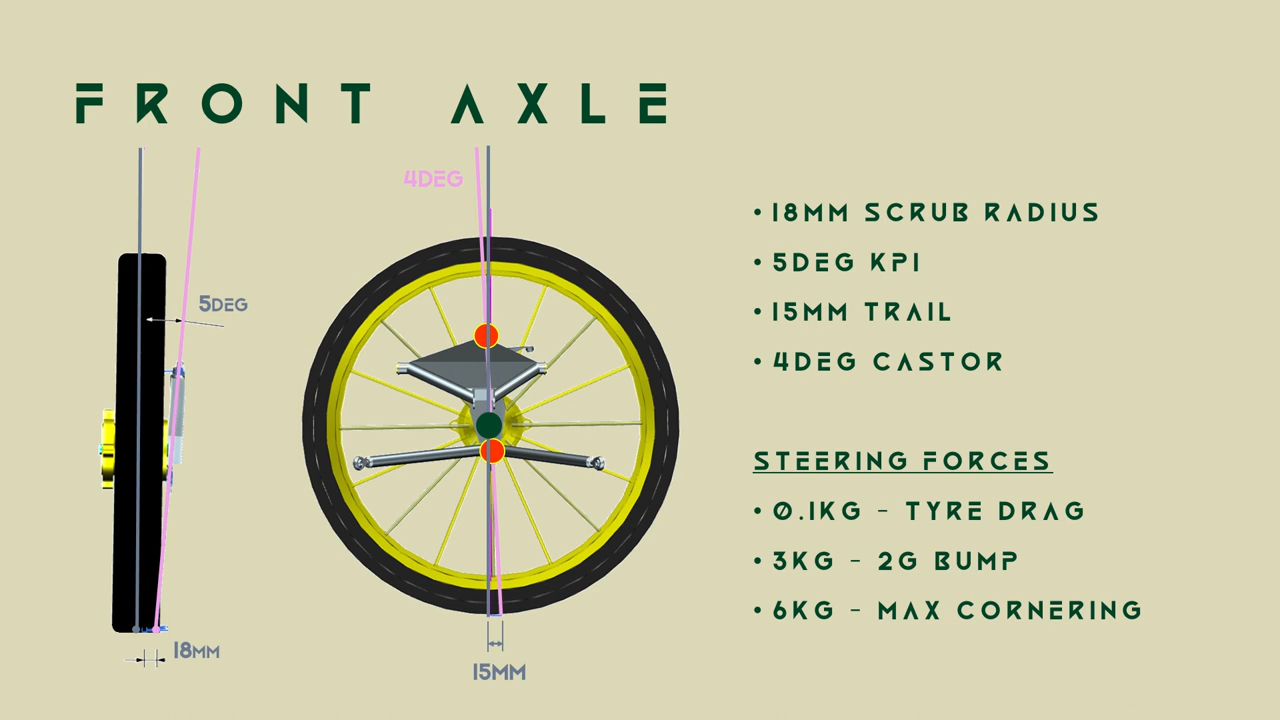 FRONT AXLE
4DEG
5DEG
18MM
15MM
• 18MM SCRUB RADIUS
• 5DEG KPI
• 15MM TRAIL
• 4DEG CASTOR
STEERING FORCES
• 0.1KG - TYRE DRAG
• 3KG - 2G BUMP
• 6KG - MAX CORNERING